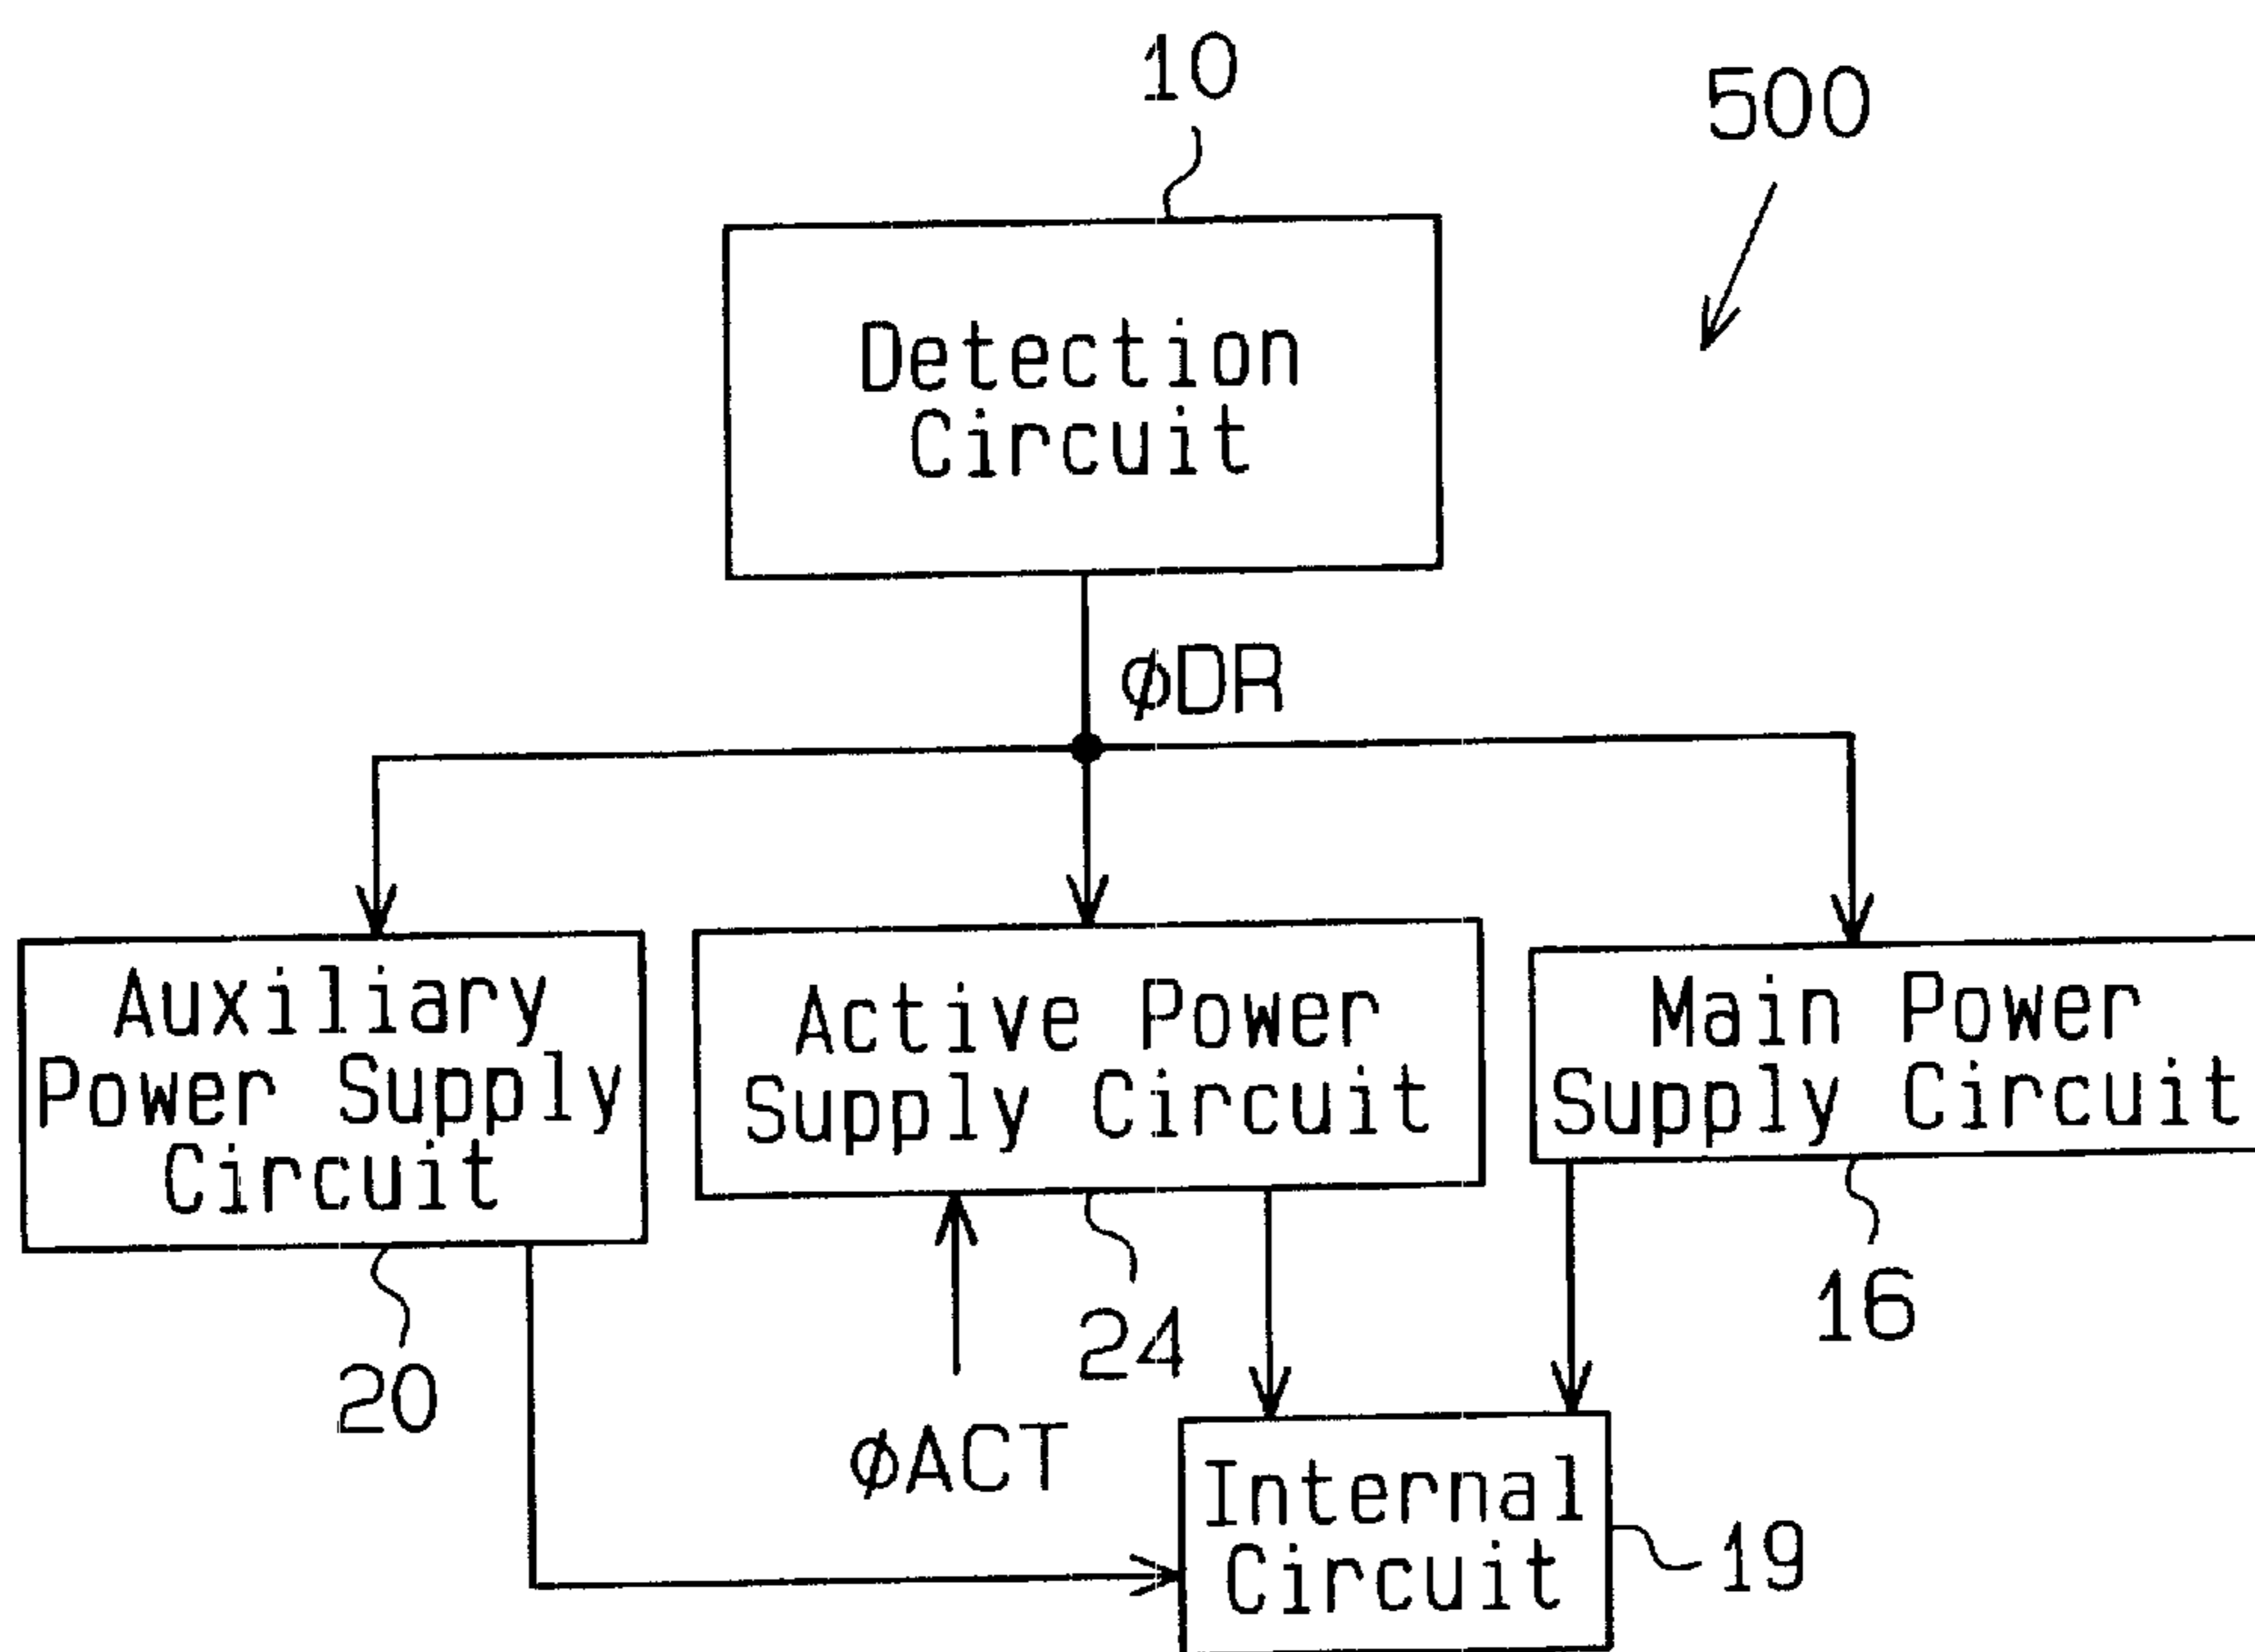 10
500
Detection
Circuit
φDR
Auxiliary
Power Supply
Circuit
Active Power
Supply Circuit
Main Power
Supply Circuit
20
24
16
φACT
Internal
Circuit
19